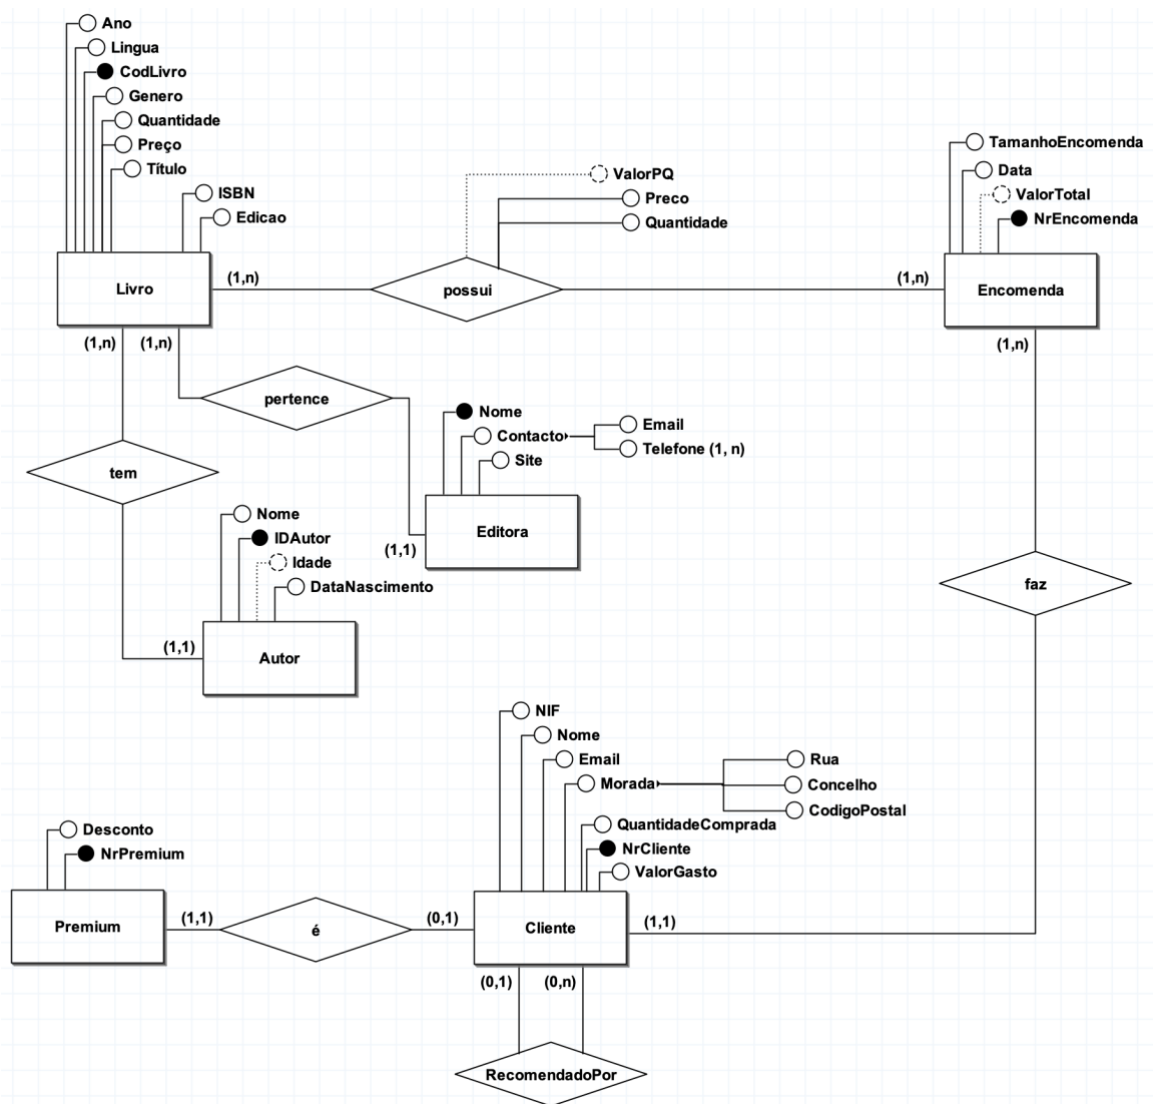 Ano
Lingua
CodLivro
Genero
Quantidade
Preço
Título
ISBN
Edicao
Livro
(1,n)
ValorPQ
Preco
Quantidade
possui
(1,n)
TamanhoEncomenda
Data
ValorTotal
NrEncomenda
Encomenda
(1,n)
(1,n)
(1,n)
pertence
Nome
Contacto
Email
Telefone (1, n)
Site
Editora
(1,1)
tem
Nome
IDAutor
Idade
DataNascimento
(1,1)
Autor
faz
NIF
Nome
Email
Morada
Rua
Concelho
CodigoPostal
QuantidadeComprada
NrCliente
ValorGasto
Desconto
NrPremium
Premium
(1,1)
é
(0,1)
Cliente
(1,1)
(0,1)
(0,n)
RecomendadoPor